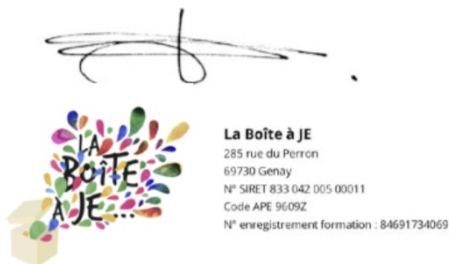 LA
BOÎTE
À JE...
La Boîte à JE
285 rue du Perron
69730 Genay
N° SIRET 833 042 005 00011
Code APE 9609Z
N° enregistrement formation : 84691734069